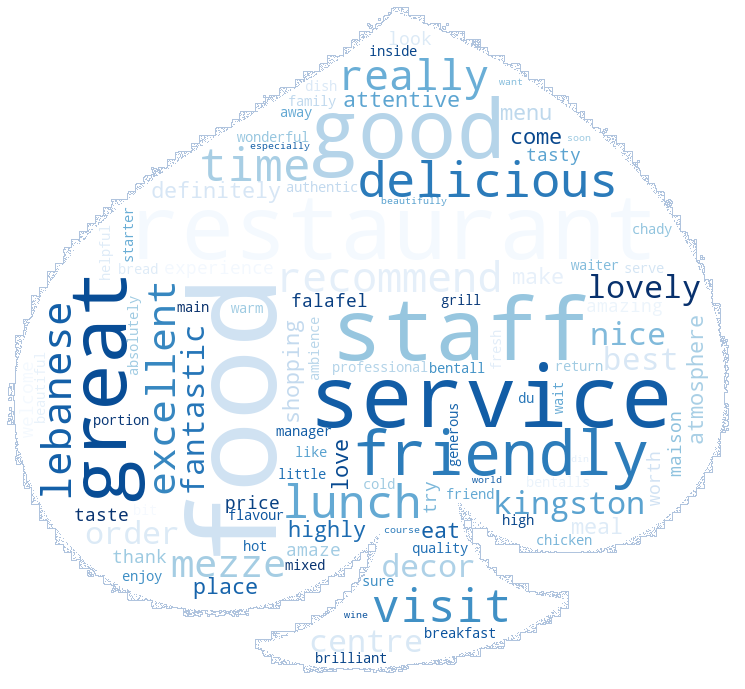 look
inside
really
want
dish
family
attentive
away
good
menu
wonderful
especially
come
soon
time
tasty
delicious
definitely
authentic
beautifully
restaurant
starter
helpful
chady
bread
experience
recommend
make
waiter
serve
lovely
great
food
excellent
main
warm
falafel
grill
amazing
lebanese
absolutely
fantastic
shopping
ambience
staff
nice
fresh
best
atmosphere
beautiful
welcome
professional
bentall
return
service
du
wait
portion
manager
generous
friendly
maison
love
like
little
cold
world
bentalls
worth
try
friend
kingston
price
lunch
taste
bit
flavour
high
meal
order
highly
course
eat
chicken
hot
amaze
quality
thank
mezze
mixed
decor
enjoy
place
sure
visit
wine
breakfast
centre
brilliant